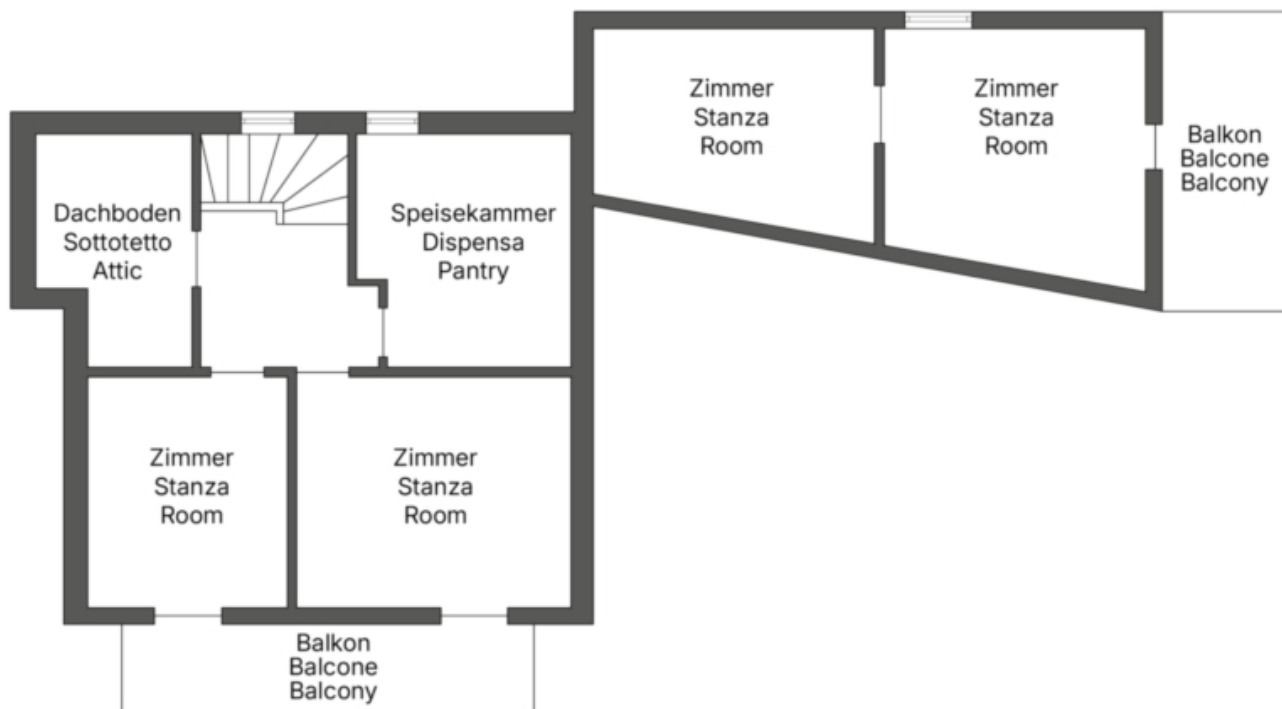 Zimmer
Stanza
Room
Zimmer
Stanza
Room
Balkon
Balcone
Balcony
Dachboden
Sottotetto
Attic
Speisekammer
Dispensa
Pantry
Zimmer
Stanza
Room
Zimmer
Stanza
Room
Balkon
Balcone
Balcony